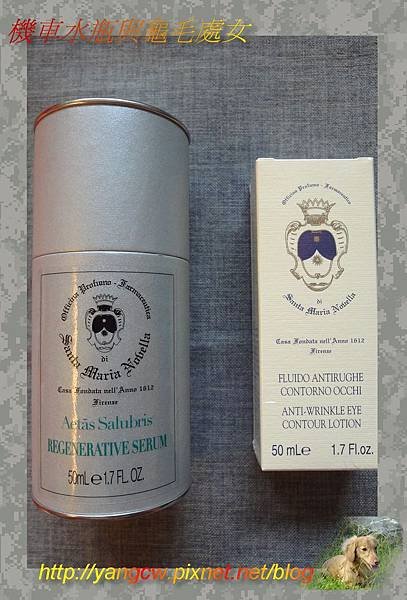 機車水瓶與龜毛處女
Officina Profumo - Farmaceutica
di
Santa Maria Novella
Casa Fondata nell'Anno 1612
Firenze
Aetas Salubris
REGENERATIVE SERUM
50mL e 1.7 FL. OZ.
Officina Profumo - Farmaceutica
di
Santa Maria Novella
Casa Fondata nell'Anno 1612
Firenze
FLUIDO ANTIRUGHE
CONTORNO OCCHI
ANTI-WRINKLE EYE
CONTOUR LOTION
50 mL e 1.7 Fl.oz.
http://yangcw.pixnet.net/blog